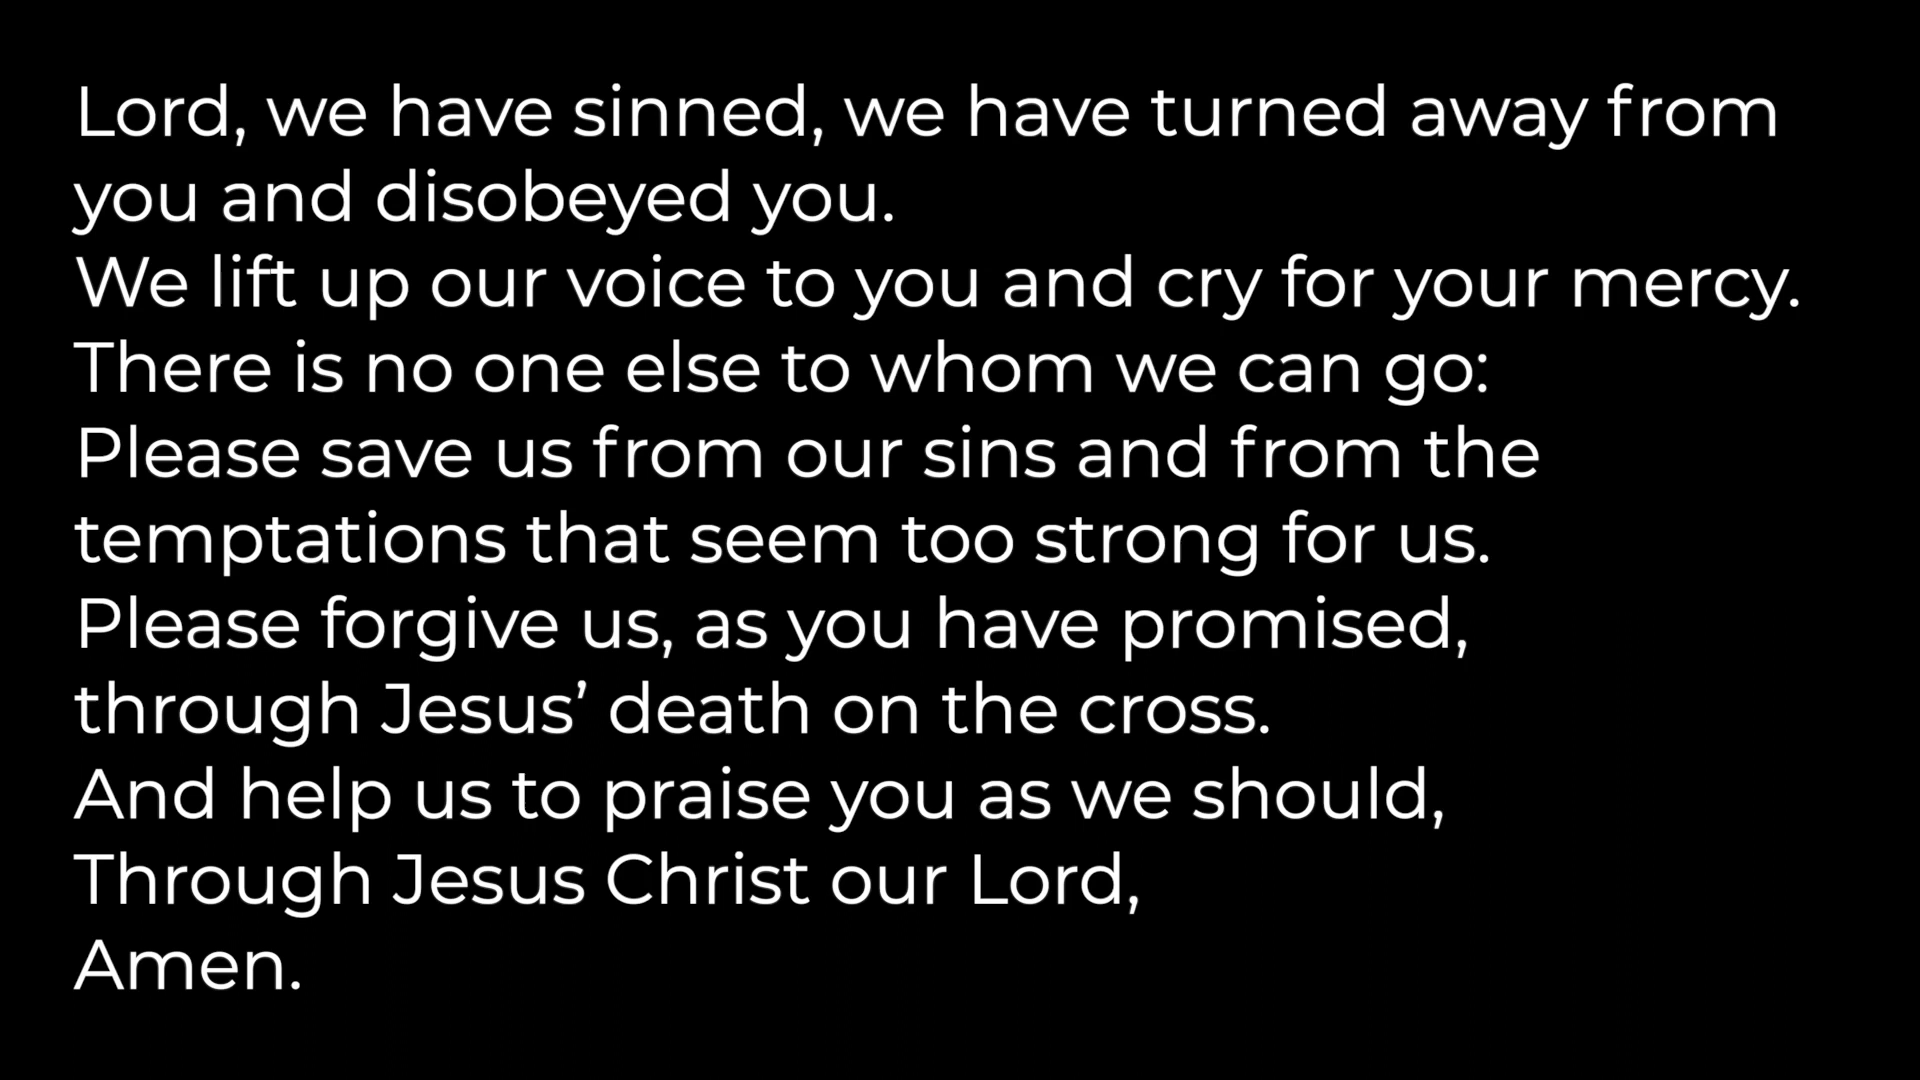 Lord, we have sinned, we have turned away from
you and disobeyed you.
We lift up our voice to you and cry for your mercy.
There is no one else to whom we can go:
Please save us from our sins and from the
temptations that seem too strong for us.
Please forgive us, as you have promised,
through Jesus’ death on the cross.
And help us to praise you as we should,
Through Jesus Christ our Lord,
Amen.